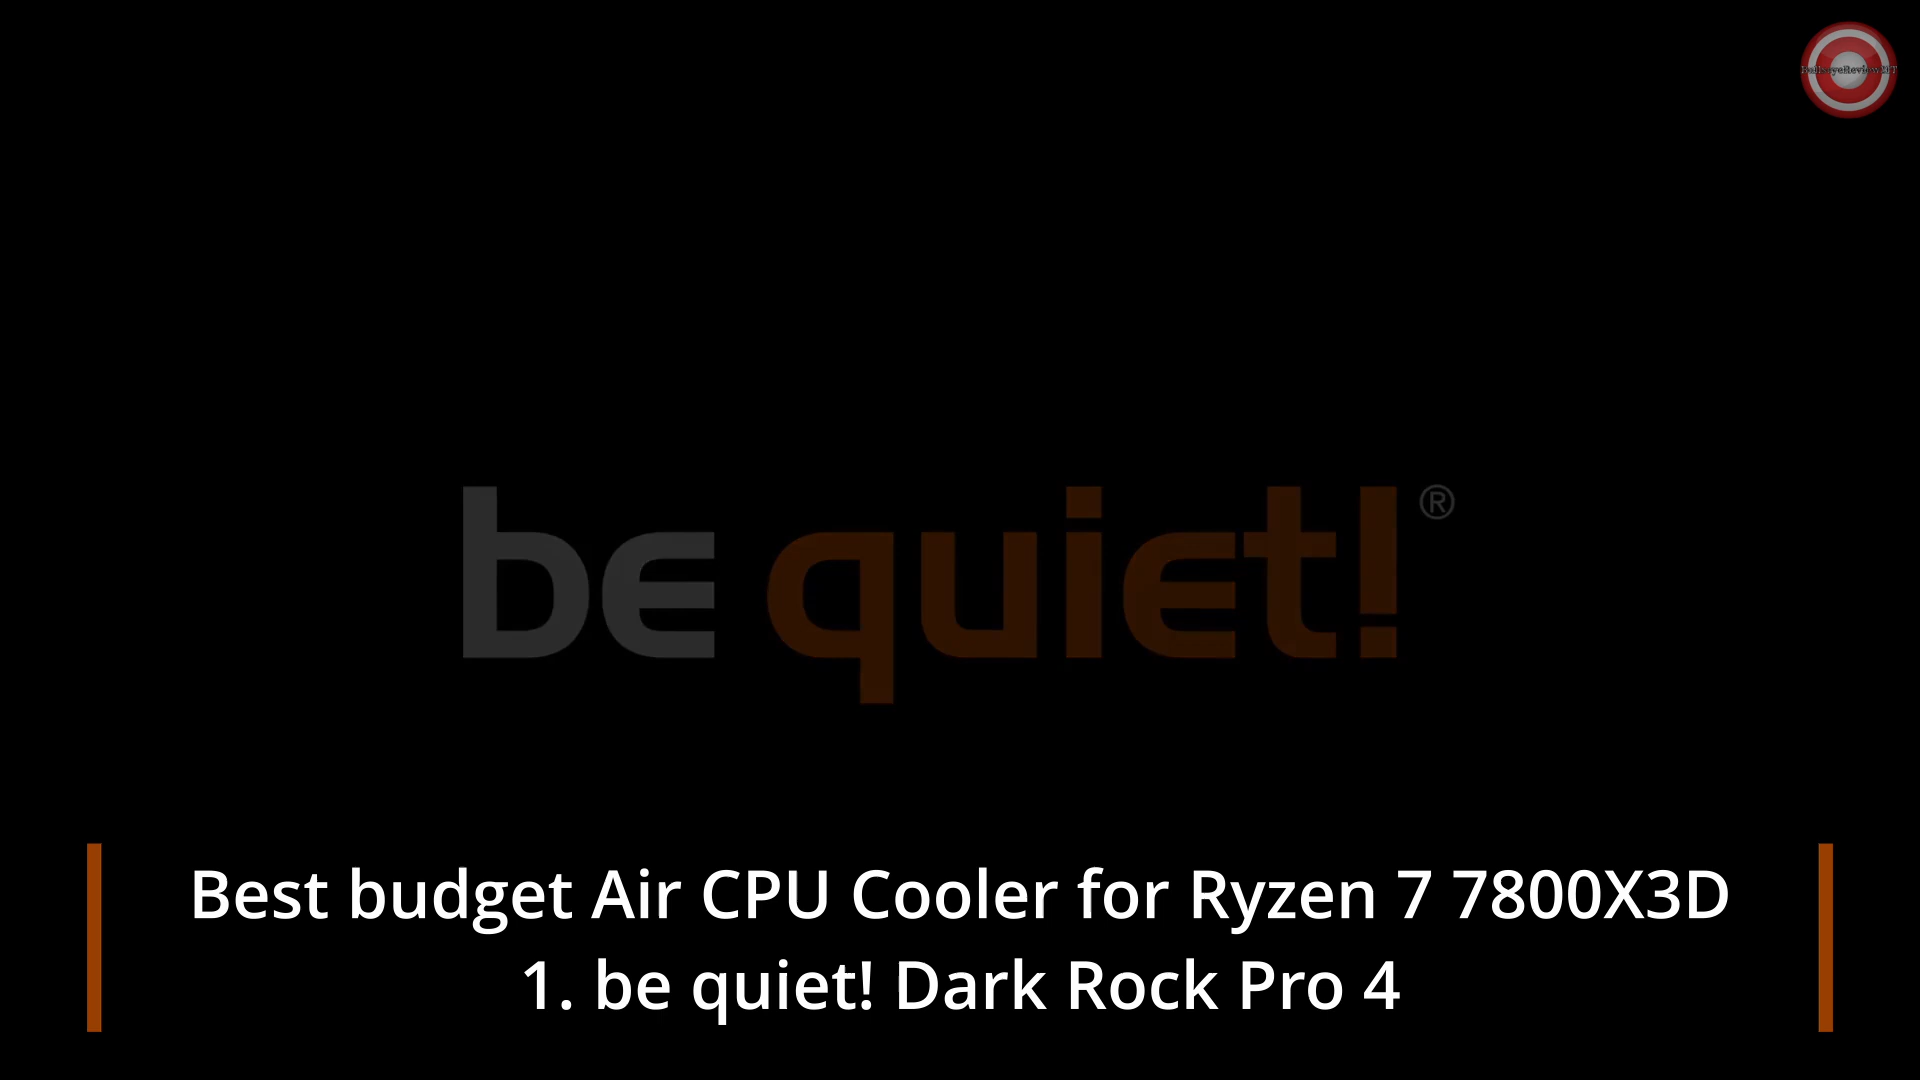 be quiet!®
Best budget Air CPU Cooler for Ryzen 7 7800X3D
1. be quiet! Dark Rock Pro 4